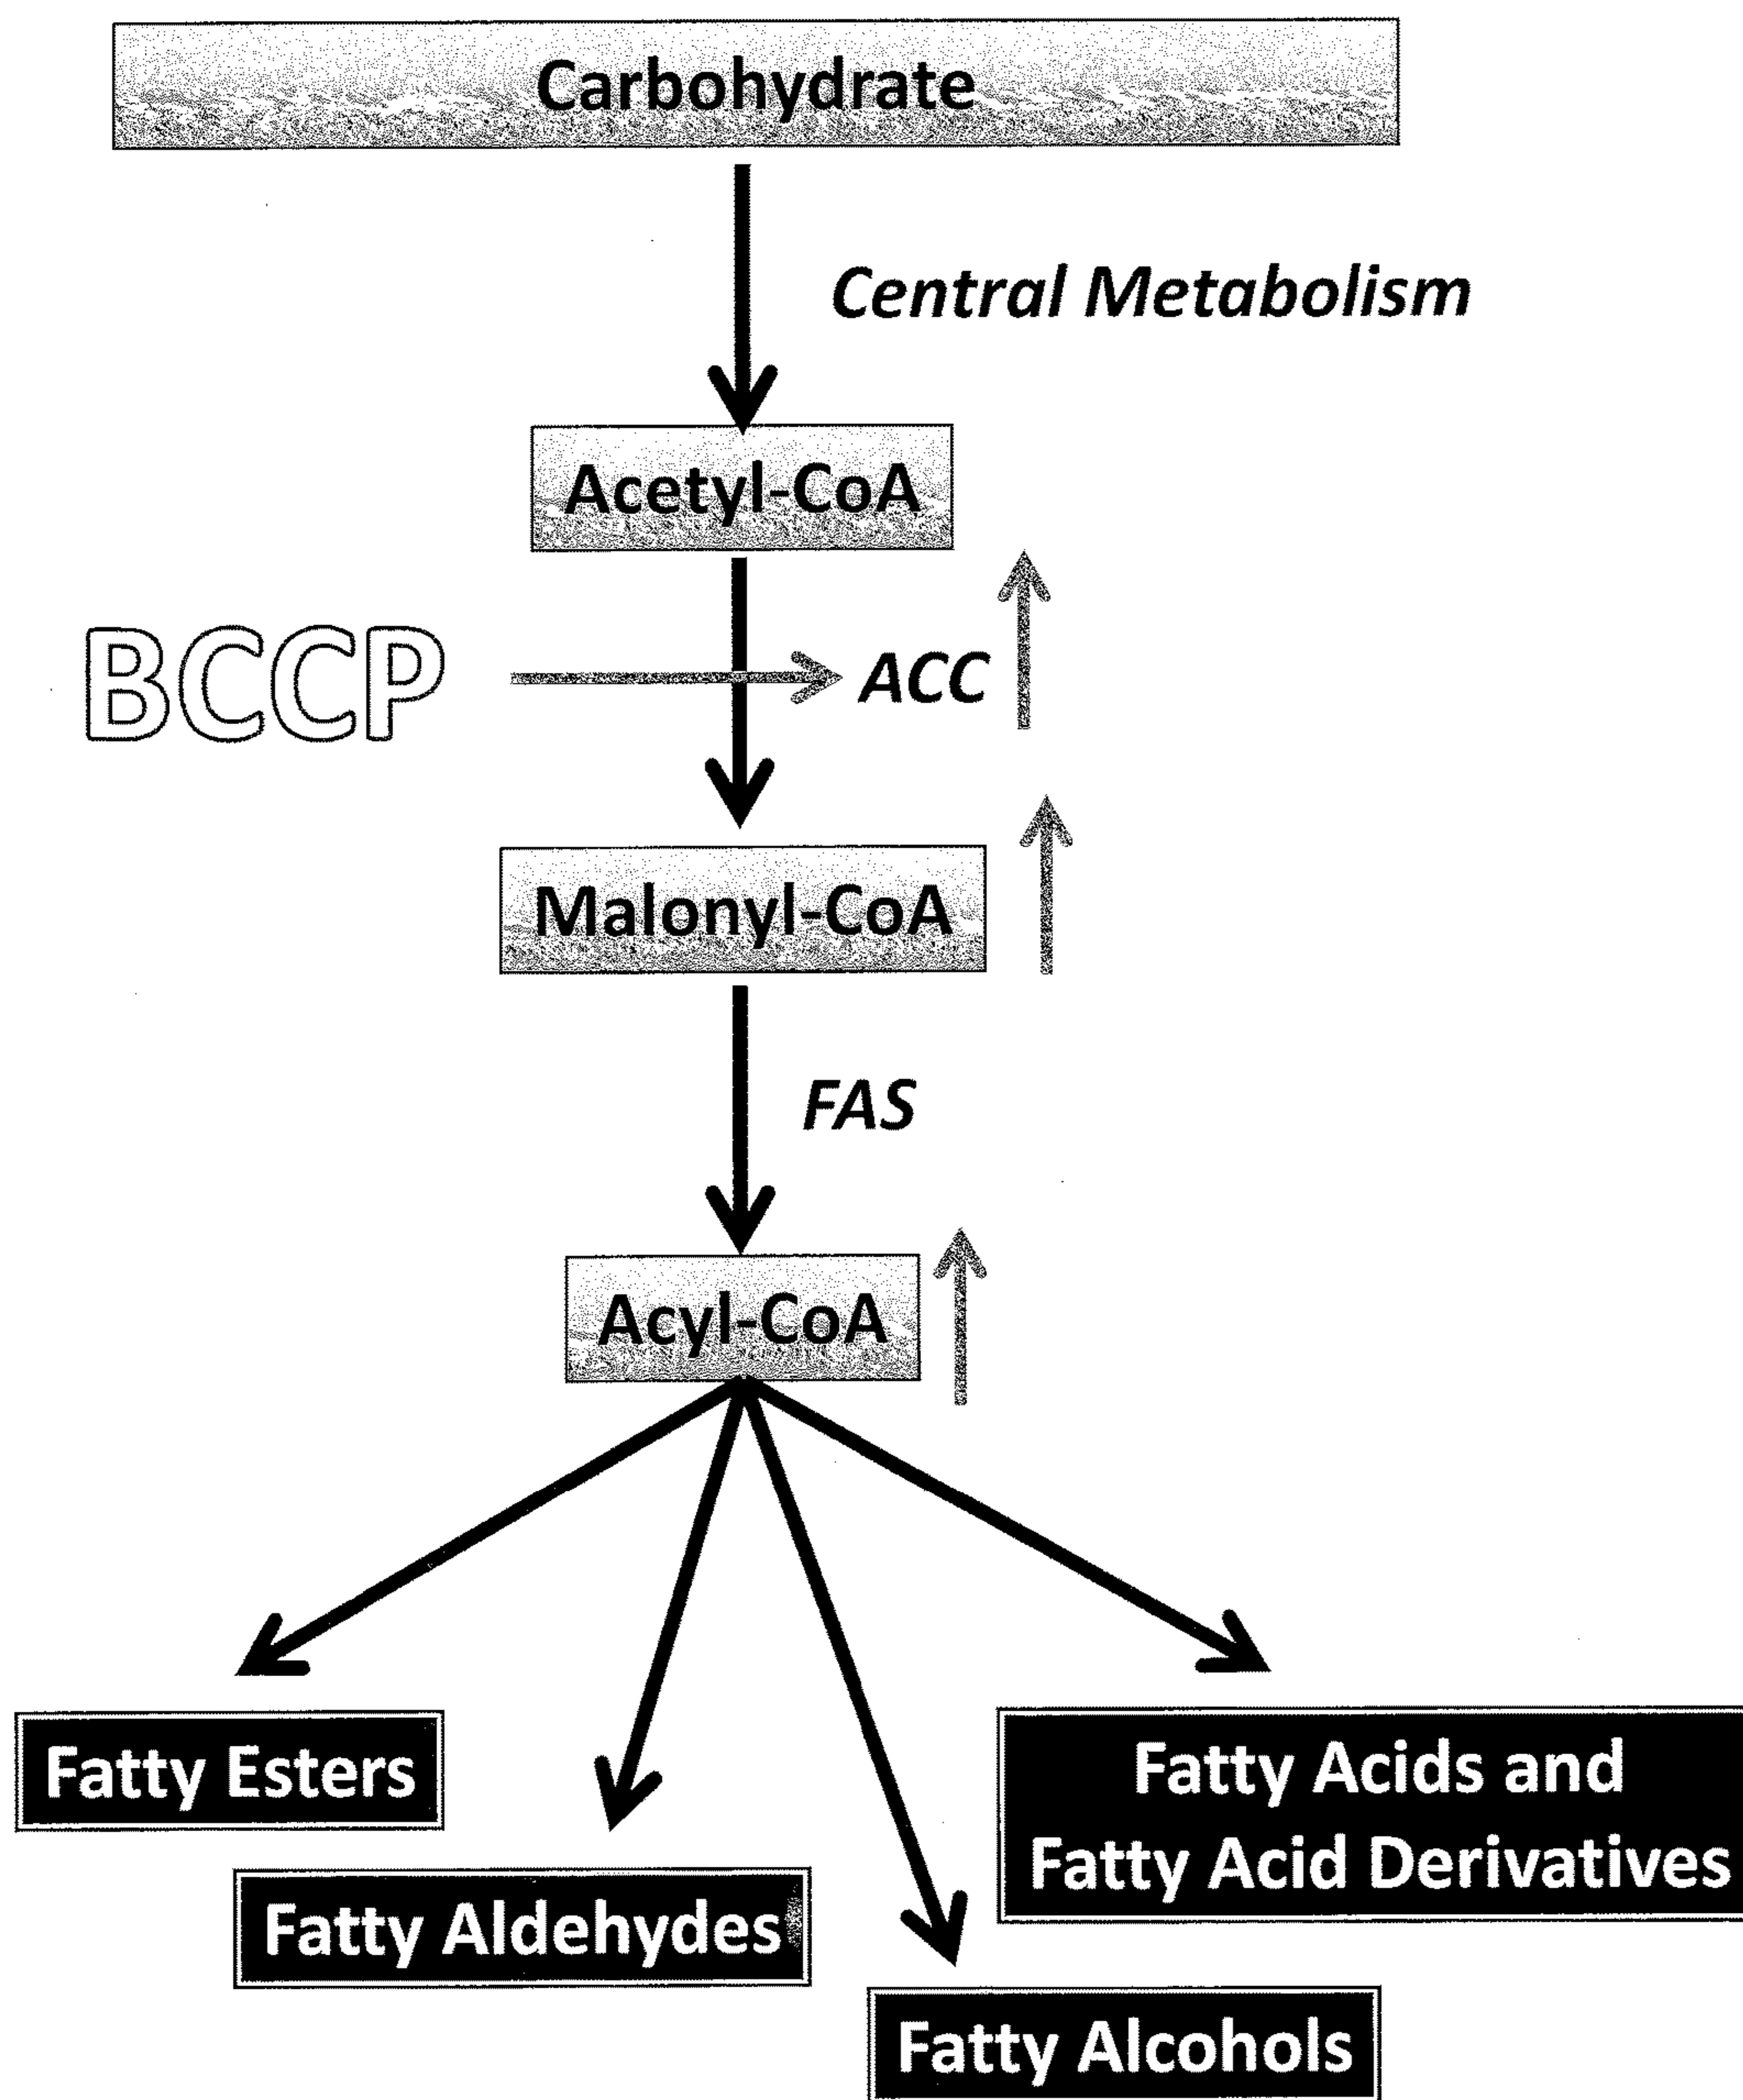 Carbohydrate
Central Metabolism
Acetyl-CoA
BCCP
ACC
Malonyl-CoA
FAS
Acyl-CoA
Fatty Esters
Fatty Acids and
Fatty Acid Derivatives
Fatty Aldehydes
Fatty Alcohols